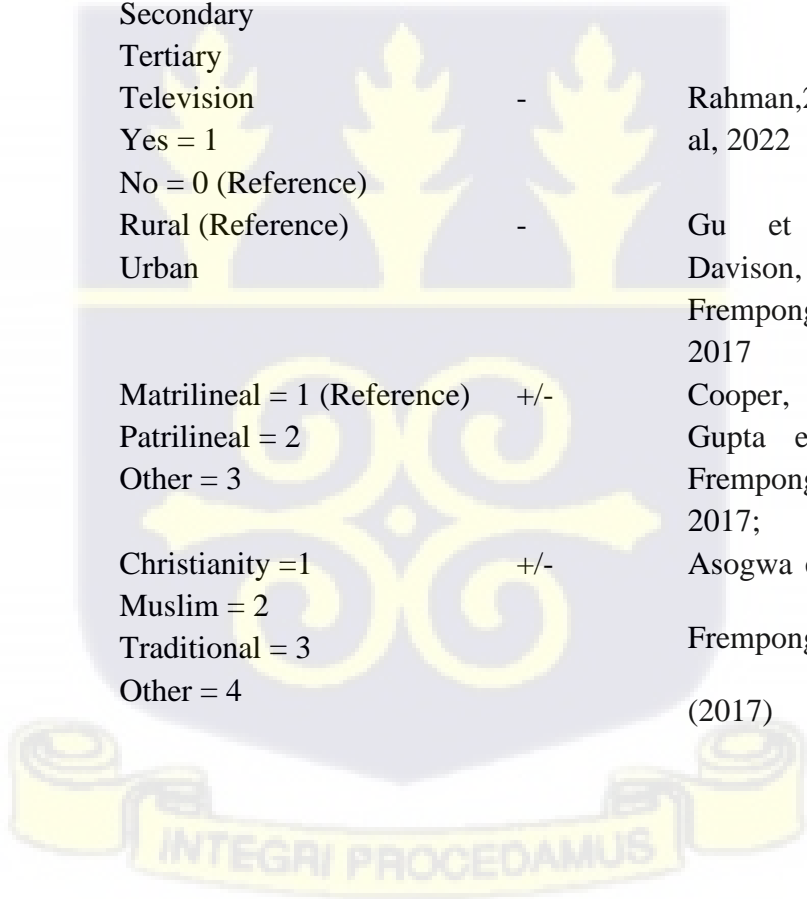 Secondary
Tertiary
Television - Rahman,2
Yes = 1 al, 2022
No = 0 (Reference)
Rural (Reference) - Gu et
Urban Davison,
Frempong
2017
Matrilineal = 1 (Reference) +/- Cooper,
Patrilineal = 2 Gupta e
Other = 3 Frempong
2017;
Christianity =1 +/- Asogwa
Muslim = 2
Traditional = 3 Frempong
Other = 4
(2017)
INTEGRI PROCEDAMUS